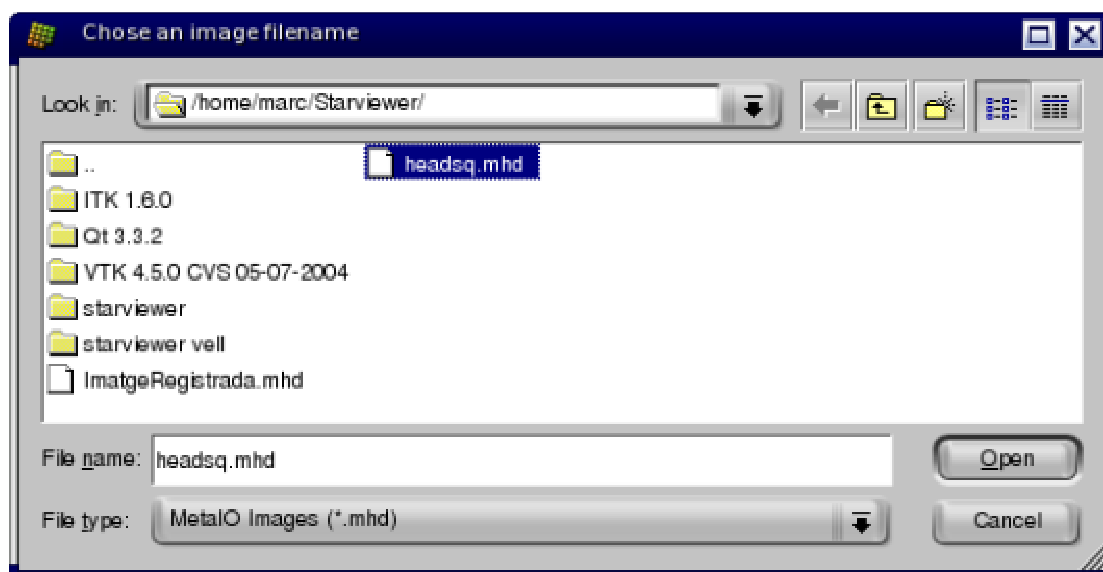 Chose an image filename
Look in: /home/marc/Starviewer/
..
headsq.mhd
ITK 1.6.0
Qt 3.3.2
VTK 4.5.0 CVS 05-07-2004
starviewer
starviewer vell
ImatgeRegistrada.mhd
File name: headsq.mhd Open
File type: MetaIO Images (*.mhd) Cancel